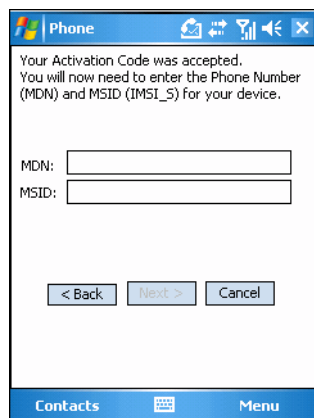 Phone
Your Activation Code was accepted.
You will now need to enter the Phone Number
(MDN) and MSID (IMSI_S) for your device.
MDN:
MSID:
< Back Next > Cancel
Contacts Menu